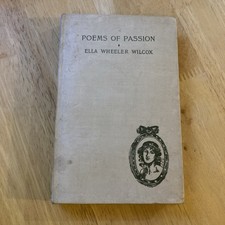 POEMS OF PASSION
ELLA WHEELER WILCOX